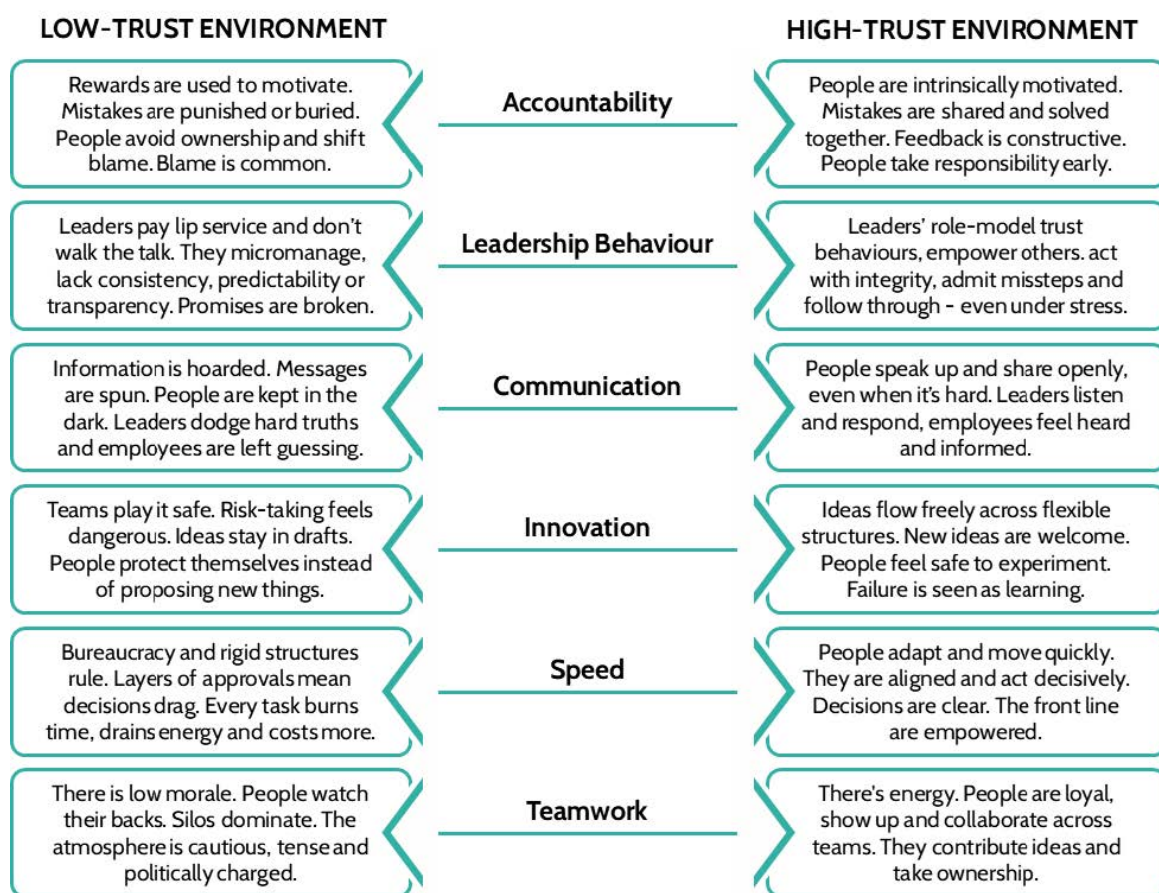 LOW-TRUST ENVIRONMENT
HIGH-TRUST ENVIRONMENT
Rewards are used to motivate.
Mistakes are punished or buried.
People avoid ownership and shift
blame. Blame is common.
Accountability
People are intrinsically motivated.
Mistakes are shared and solved
together. Feedback is constructive.
People take responsibility early.
Leaders pay lip service and don't
walk the talk. They micromanage,
lack consistency, predictability or
transparency. Promises are broken.
Leadership Behaviour
Leaders' role-model trust
behaviours, empower others. act
with integrity, admit missteps and
follow through - even under stress.
Information is hoarded. Messages
are spun. People are kept in the
dark. Leaders dodge hard truths
and employees are left guessing.
Communication
People speak up and share openly,
even when it's hard. Leaders listen
and respond, employees feel heard
and informed.
Teams play it safe. Risk-taking feels
dangerous. Ideas stay in drafts.
People protect themselves instead
of proposing new things.
Innovation
Ideas flow freely across flexible
structures. New ideas are welcome.
People feel safe to experiment.
Failure is seen as learning.
Bureaucracy and rigid structures
rule. Layers of approvals mean
decisions drag. Every task burns
time, drains energy and costs more.
Speed
People adapt and move quickly.
They are aligned and act decisively.
Decisions are clear. The front line
are empowered.
There is low morale. People watch
their backs. Silos dominate. The
atmosphere is cautious, tense and
politically charged.
Teamwork
There's energy. People are loyal,
show up and collaborate across
teams. They contribute ideas and
take ownership.